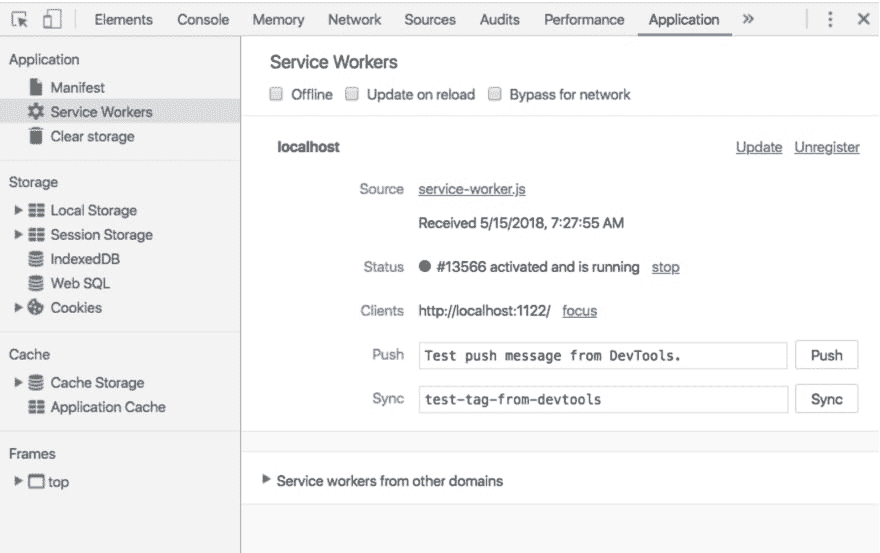 Elements Console Memory Network Sources Audits Performance Application »
Application
Manifest
Service Workers
Clear storage
Storage
Local Storage
Session Storage
IndexedDB
Web SQL
Cookies
Cache
Cache Storage
Application Cache
Frames
top
Service Workers
Offline Update on reload Bypass for network
localhost Update Unregister
Source service-worker.js
Received 5/15/2018, 7:27:55 AM
Status #13566 activated and is running stop
Clients http://localhost:1122/ focus
Push Test push message from DevTools. Push
Sync test-tag-from-devtools Sync
Service workers from other domains